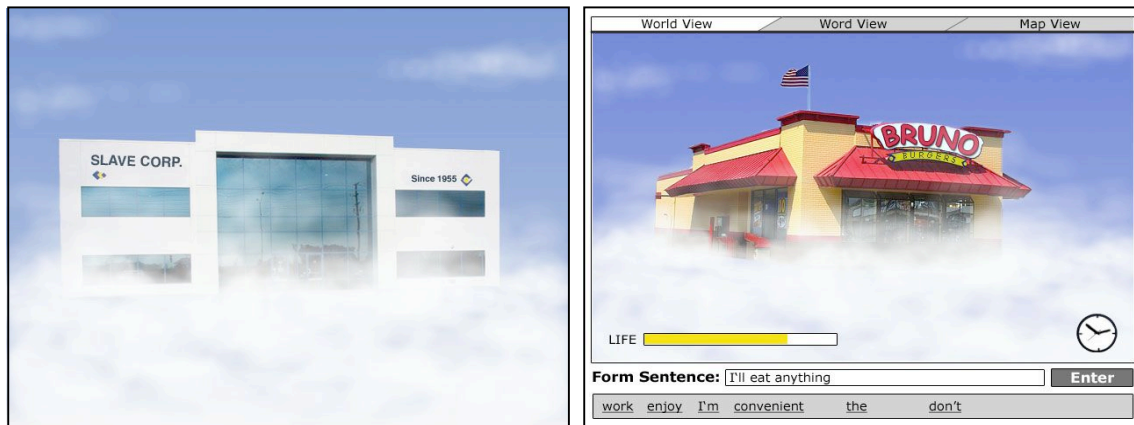 SLAVE CORP.
Since 1955
World View
Word View
Map View
BRUNO
BURGERS
LIFE
Form Sentence: I'll eat anything
Enter
work enjoy I'm convenient the don't